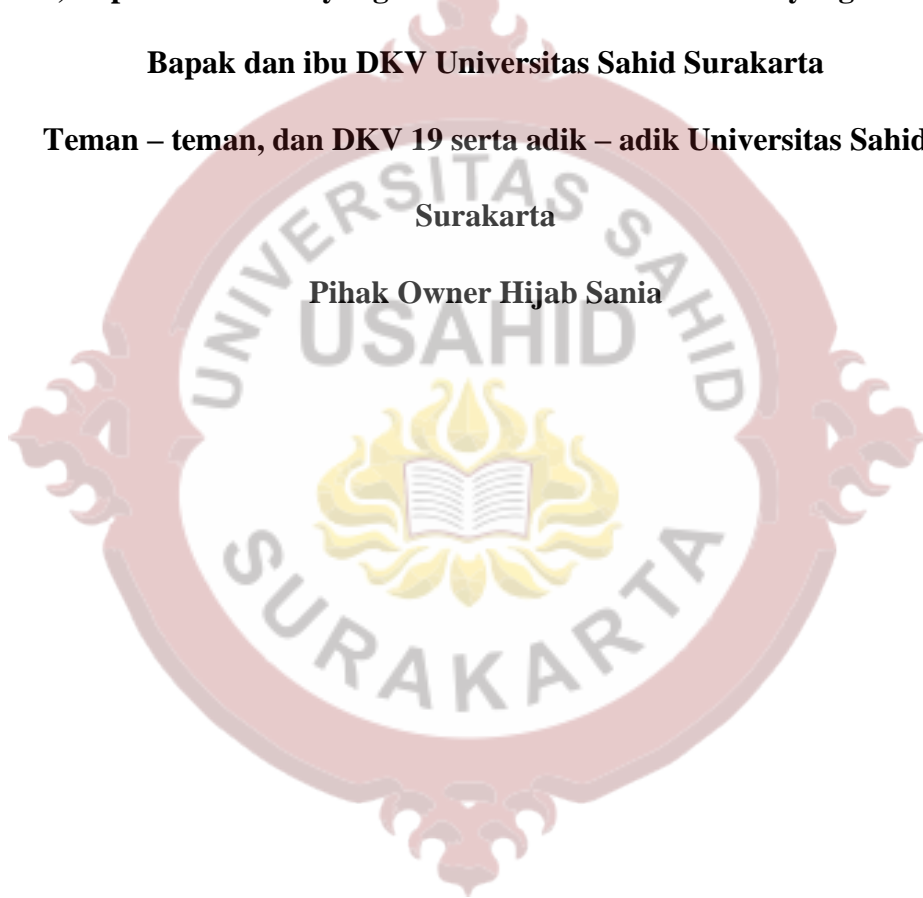 Bapak dan ibu DKV Universitas Sahid Surakarta
Teman – teman, dan DKV 19 serta adik – adik Universitas Sahid
Surakarta
Pihak Owner Hijab Sania
UNIVERSITAS SAHID
USAHID
SURAKARTA